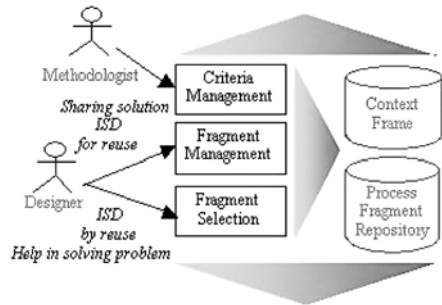 Methodologist
Criteria
Management
Sharing solution
ISD
for reuse
Fragment
Management
Designer
Fragment
Selection
ISD
by reuse
Help in solving problem
Context
Frame
Process
Fragment
Repository